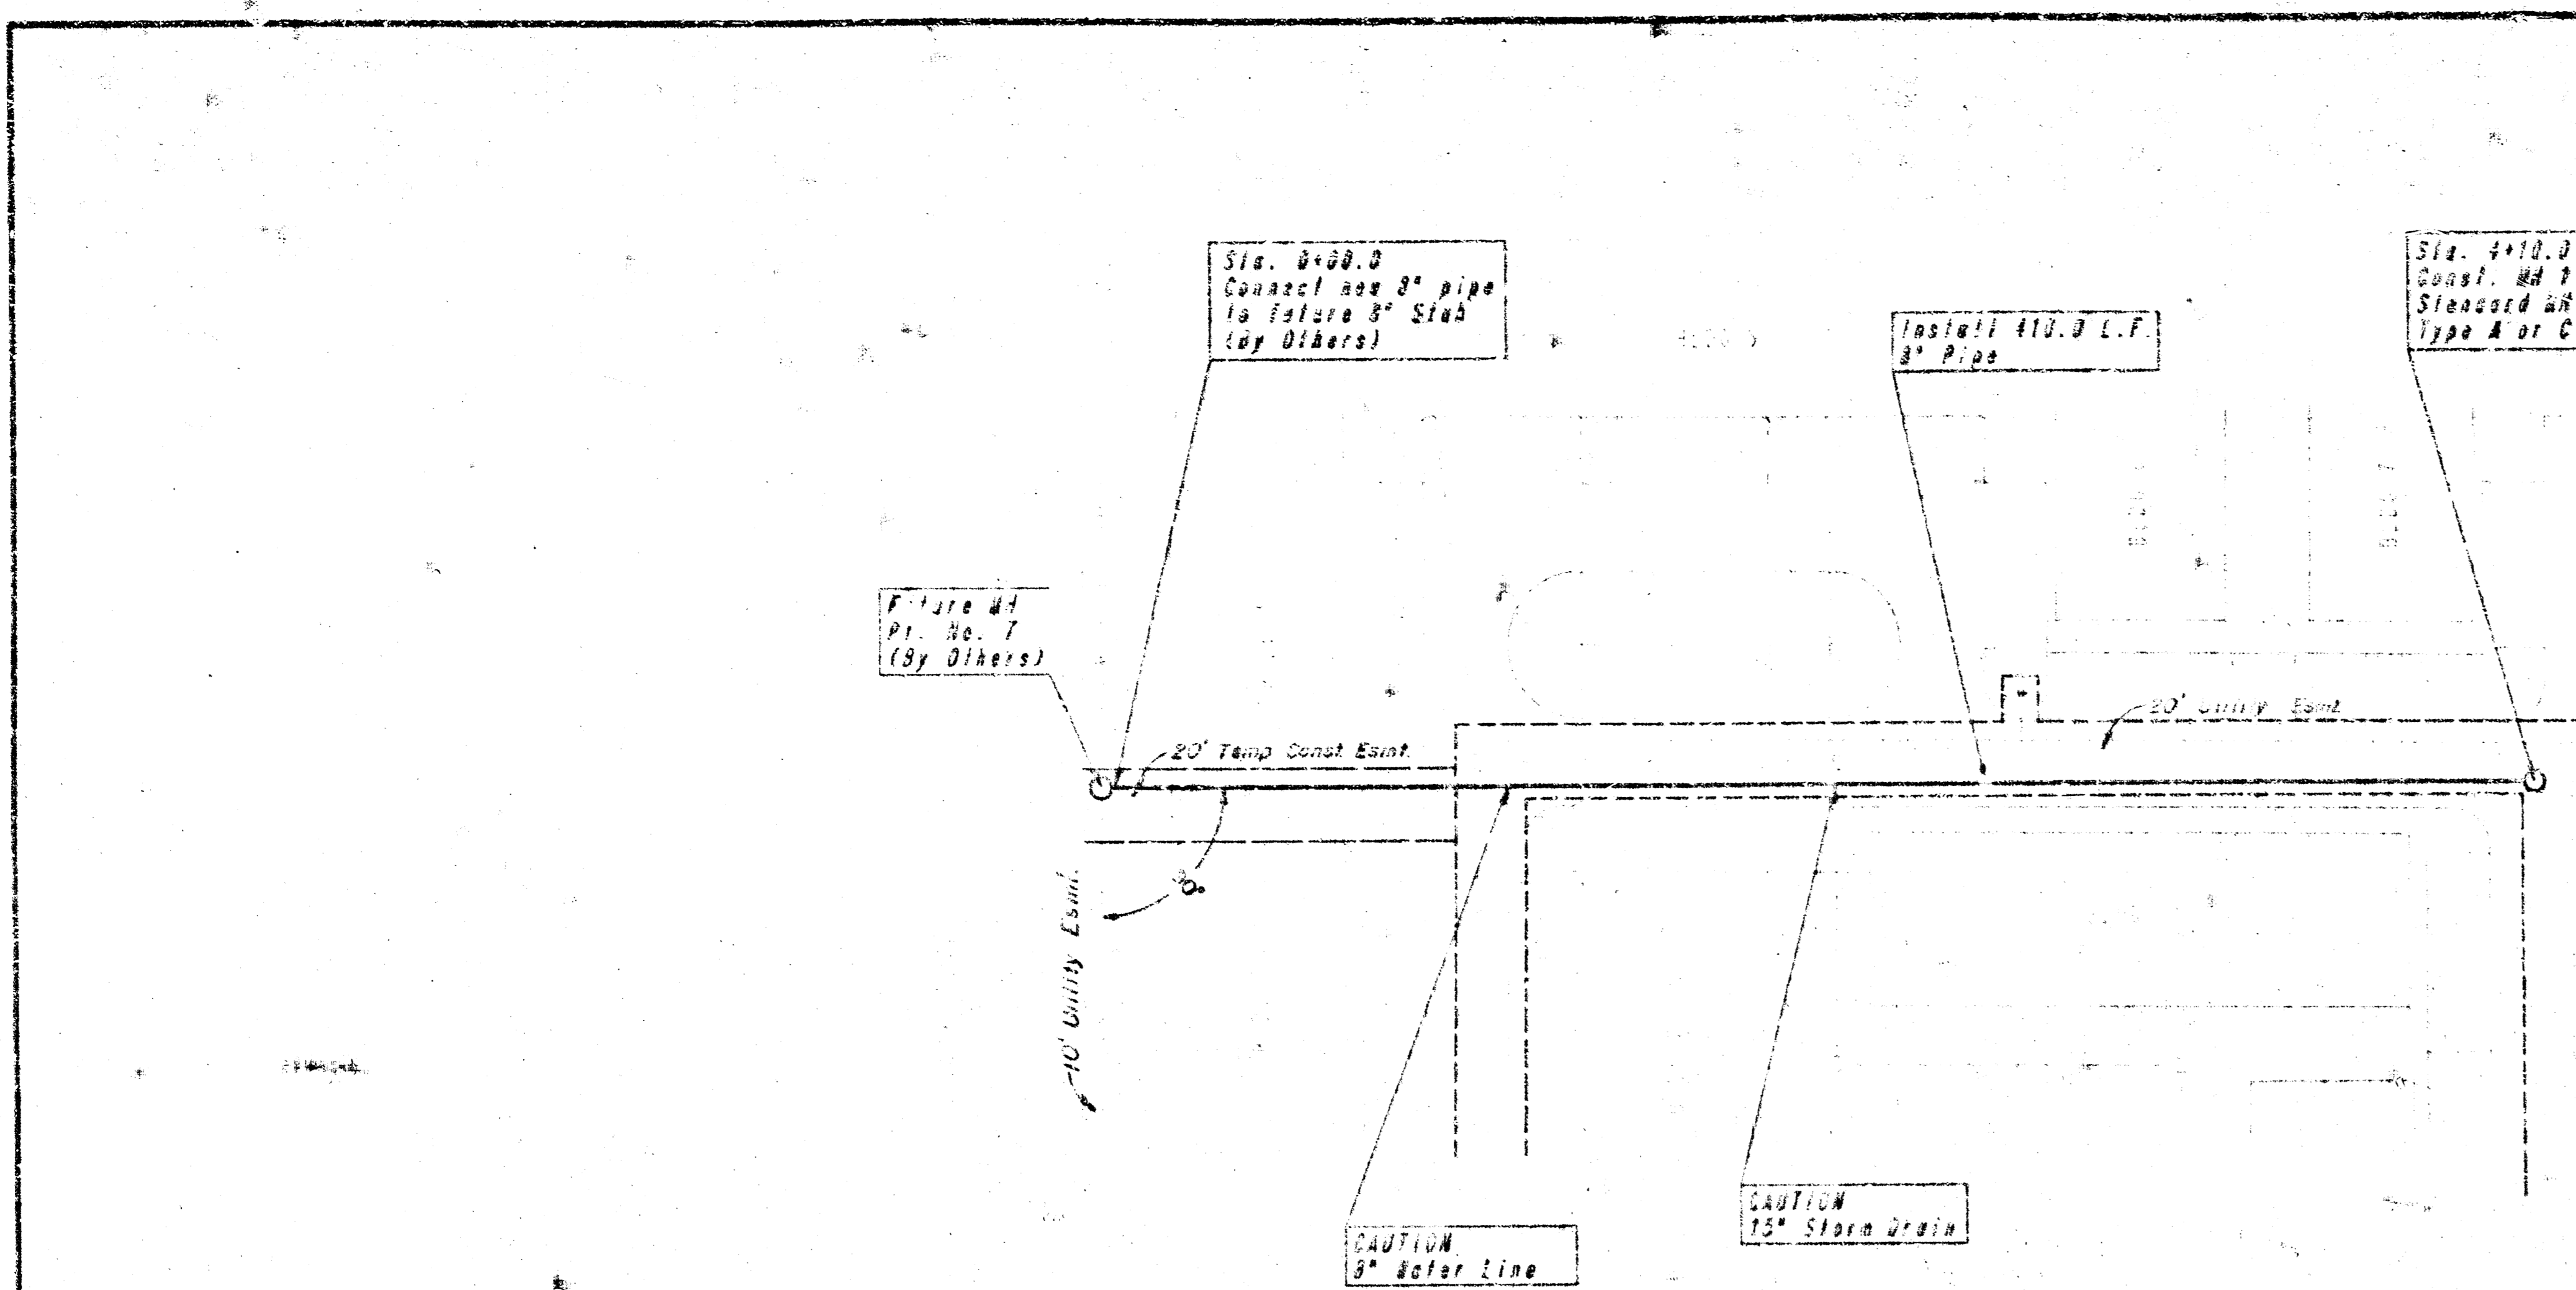 Sta. 0+00.0
Connect new 8" pipe
to future 8" Stub
(By Others)
Install 410.0 L.F.
8" Pipe
Sta. 4+10.0
Const. MH
Standard MH
Type A or C
Future MH
Pt. No. 7
(By Others)
20' Utility Esmt.
20' Temp Const Esmt.
10' Utility Esmt.
CAUTION
15" Storm Drain
CAUTION
8" Water Line